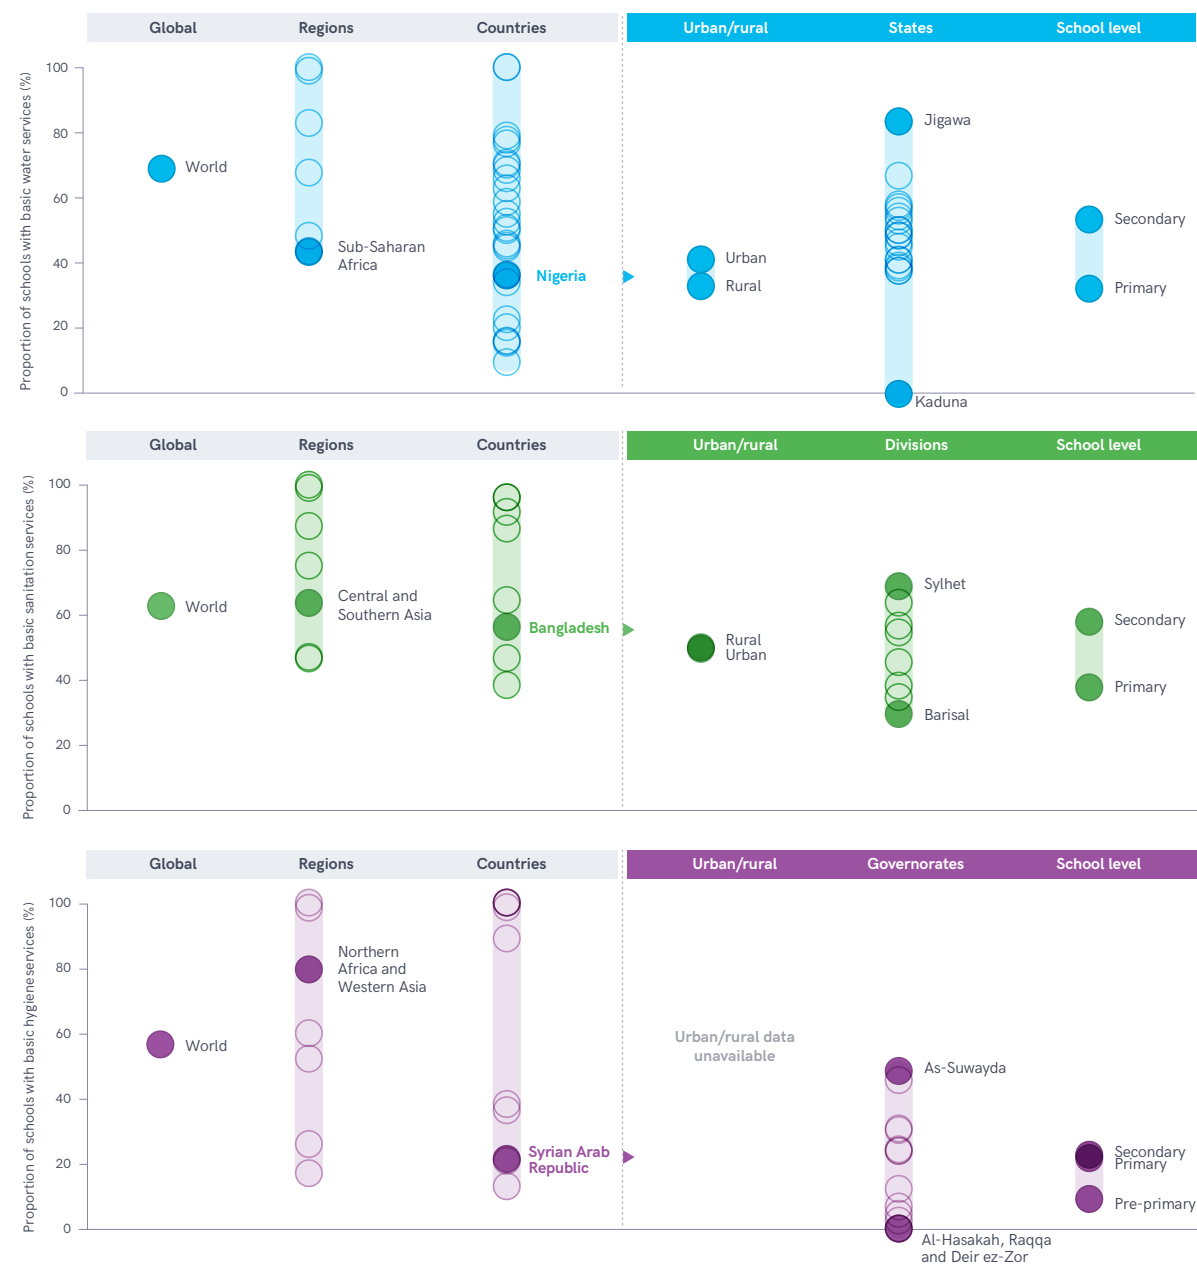 Global
Regions
Countries
Urban/rural
States
School level
Proportion of schools with basic water services (%)
100
80
60
40
20
0
World
Sub-Saharan
Africa
Nigeria
Urban
Rural
Jigawa
Kaduna
Secondary
Primary
Global
Regions
Countries
Urban/rural
Divisions
School level
Proportion of schools with basic sanitation services (%)
100
80
60
40
20
0
World
Central and
Southern Asia
Bangladesh
Rural
Urban
Sylhet
Barisal
Secondary
Primary
Global
Regions
Countries
Urban/rural
Governorates
School level
Proportion of schools with basic hygiene services (%)
100
80
60
40
20
0
World
Northern
Africa and
Western Asia
Syrian Arab
Republic
Urban/rural data
unavailable
As-Suwayda
Al-Hasakah, Raqqa
and Deir ez-Zor
Secondary
Primary
Pre-primary